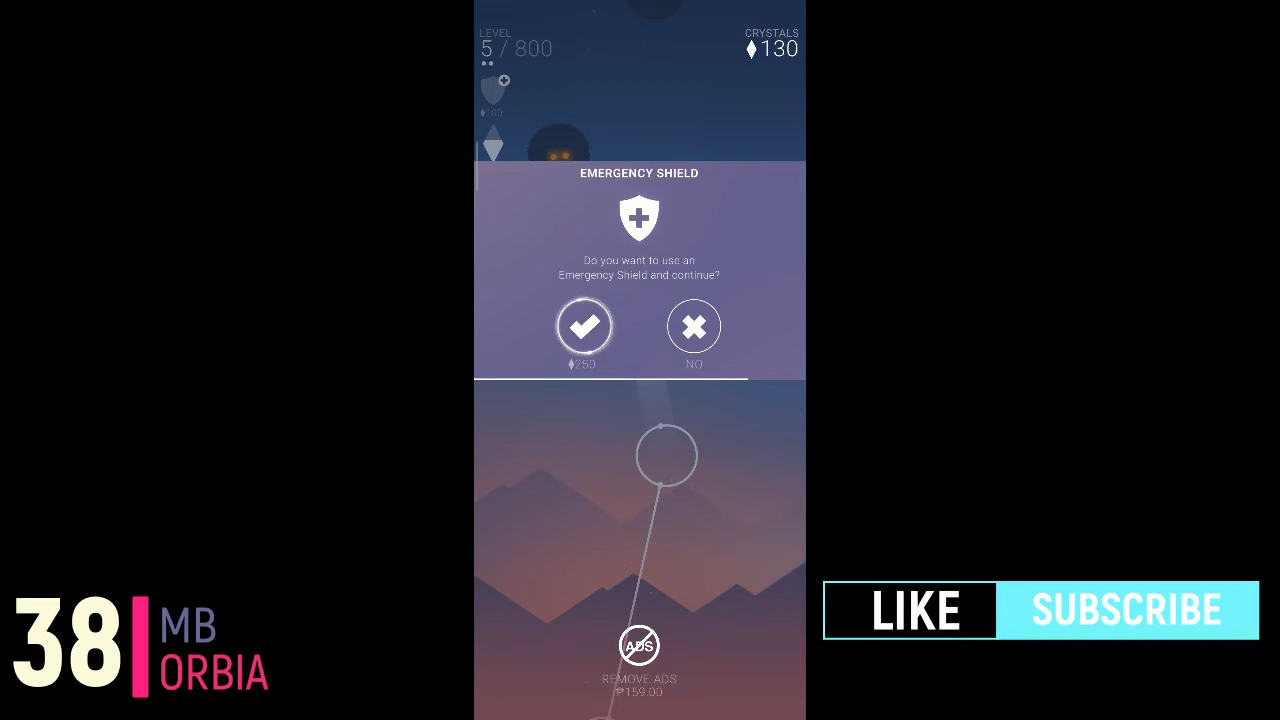 LEVEL
5 / 800
CRYSTALS
130
200
EMERGENCY SHIELD
Do you want to use an
Emergency Shield and continue?
250
NO
ADS
REMOVE ADS
₱159.00
38 MB
ORBIA
LIKE SUBSCRIBE